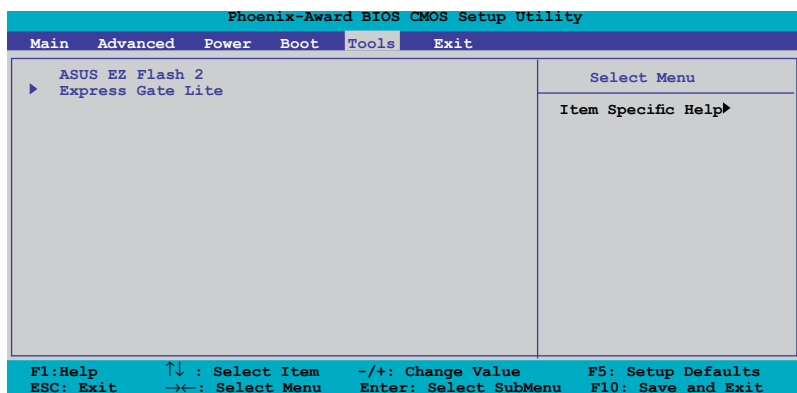 Phoenix-Award BIOS CMOS Setup Utility
Main Advanced Power Boot Tools Exit
ASUS EZ Flash 2
Express Gate Lite
Select Menu
Item Specific Help
F1:Help ↑↓ : Select Item -/+: Change Value F5: Setup Defaults
ESC: Exit →←: Select Menu Enter: Select SubMenu F10: Save and Exit